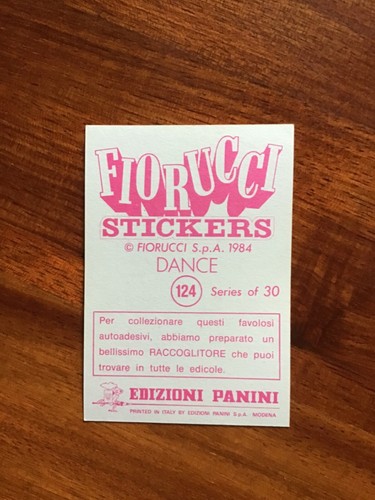 FIORUCCI
STICKERS
© FIORUCCI S.p.A. 1984
DANCE
124 Series of 30
Per collezionare questi favolosi
autoadesivi, abbiamo preparato un
bellissimo RACCOGLITORE che puoi
trovare in tutte le edicole.
EDIZIONI PANINI
PRINTED IN ITALY BY EDIZIONI PANINI S.p.A. - MODENA